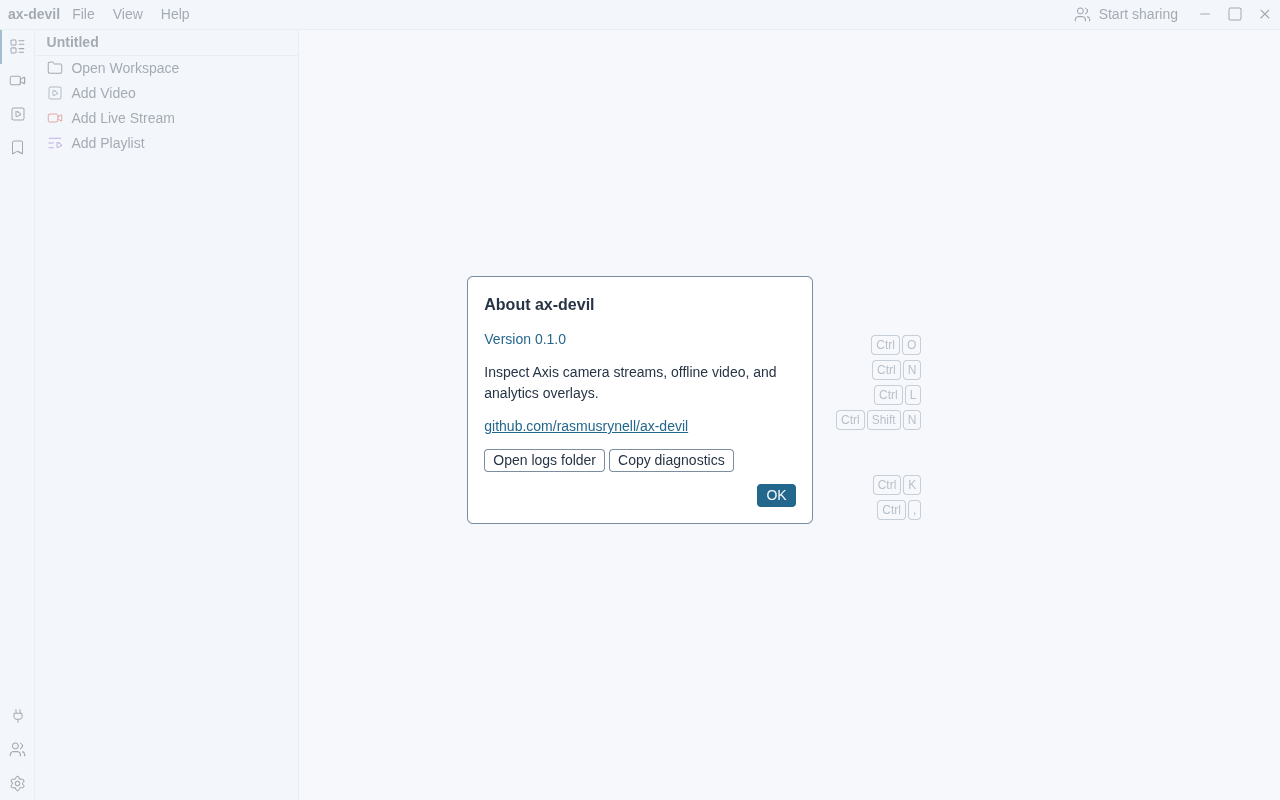 ax-devil File View Help Start sharing
Untitled
Open Workspace
Add Video
Add Live Stream
Add Playlist
About ax-devil
Version 0.1.0
Inspect Axis camera streams, offline video, and
analytics overlays.
github.com/rasmusrynell/ax-devil
Open logs folder Copy diagnostics
OK
Ctrl O
Ctrl N
Ctrl L
Ctrl Shift N
Ctrl K
Ctrl ,